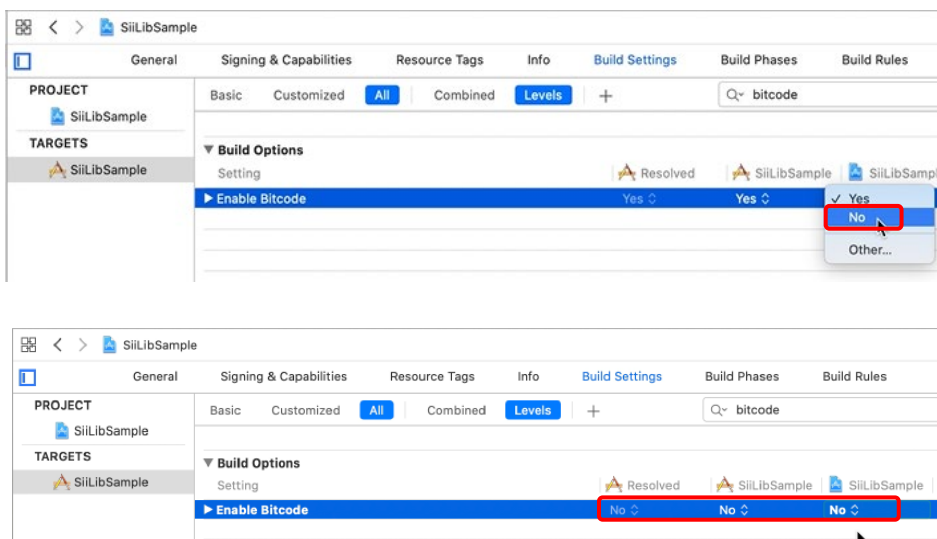 SiiLibSample
General Signing & Capabilities Resource Tags Info Build Settings Build Phases Build Rules
PROJECT
SiiLibSample
TARGETS
SiiLibSample
Basic Customized All Combined Levels + bitcode
Build Options
Setting Resolved SiiLibSample SiiLibSampl
Enable Bitcode Yes Yes ✓ Yes
No
Other...
SiiLibSample
General Signing & Capabilities Resource Tags Info Build Settings Build Phases Build Rules
PROJECT
SiiLibSample
TARGETS
SiiLibSample
Basic Customized All Combined Levels + bitcode
Build Options
Setting Resolved SiiLibSample SiiLibSample
Enable Bitcode No No No